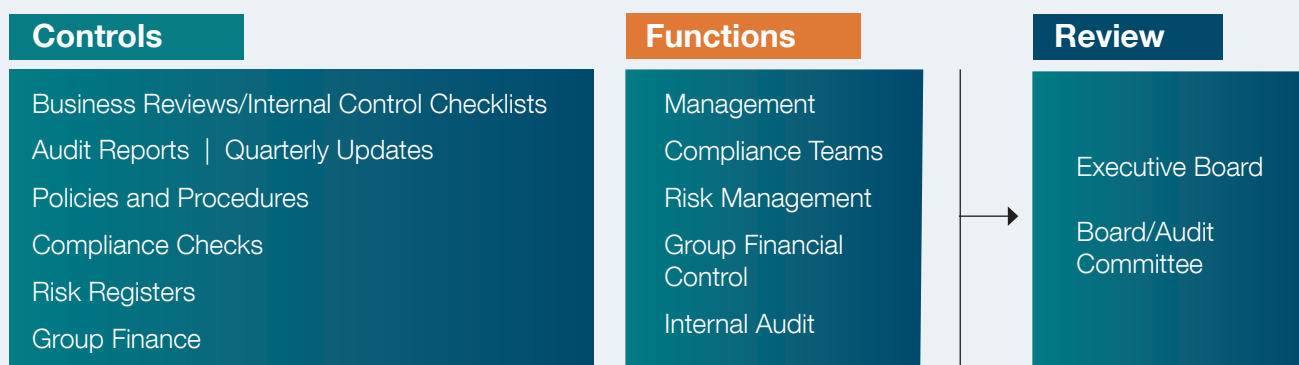 Controls
Business Reviews/Internal Control Checklists
Audit Reports | Quarterly Updates
Policies and Procedures
Compliance Checks
Risk Registers
Group Finance
Functions
Management
Compliance Teams
Risk Management
Group Financial
Control
Internal Audit
Review
Executive Board
Board/Audit
Committee